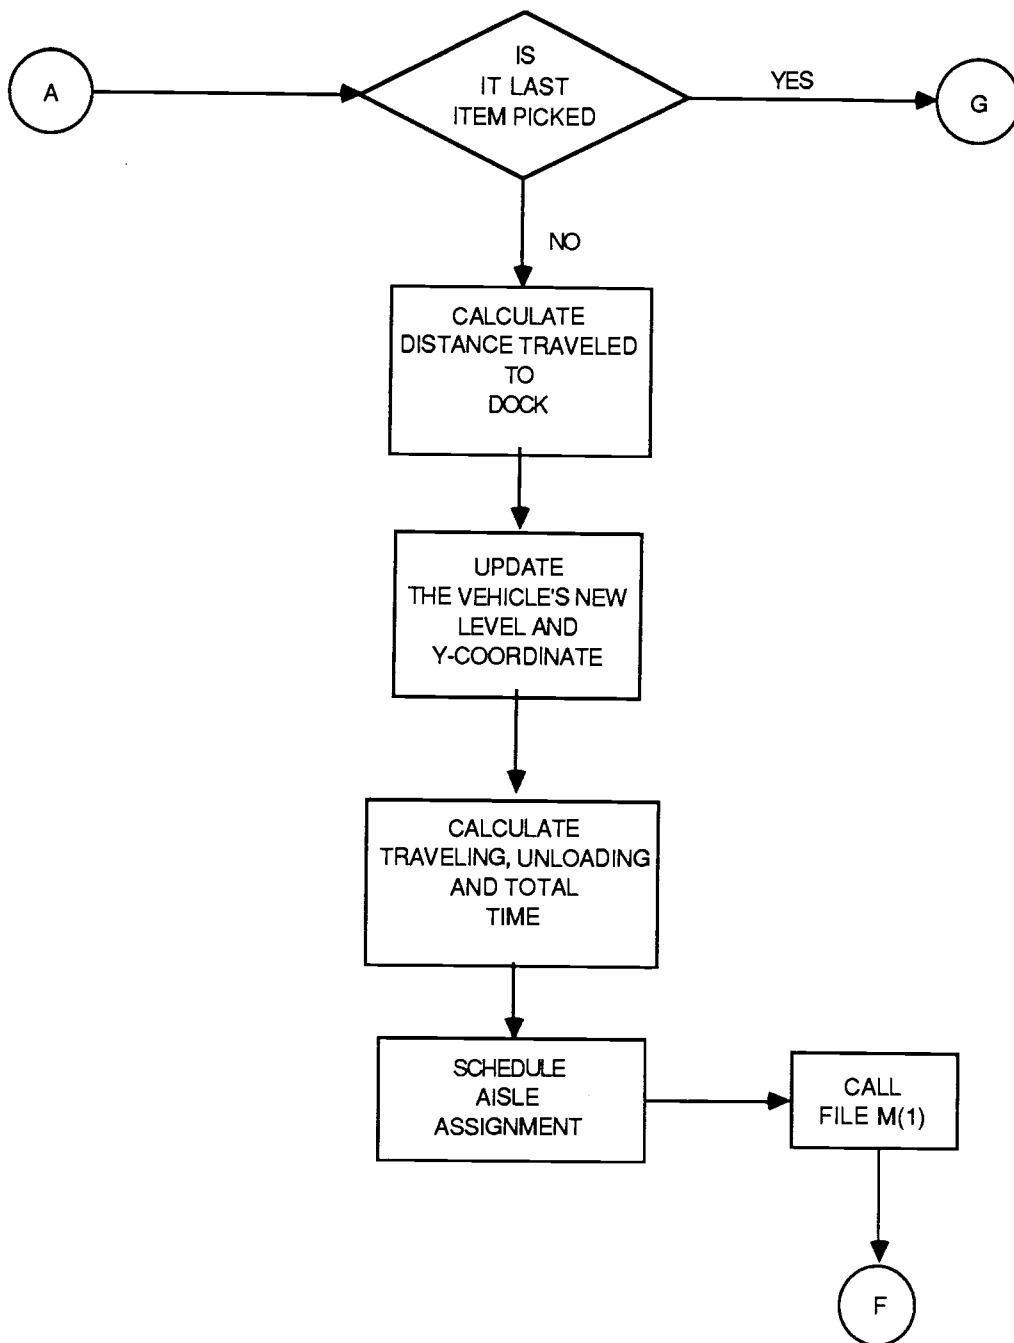 A
IS
IT LAST
ITEM PICKED
YES
G
NO
CALCULATE
DISTANCE TRAVELED
TO
DOCK
UPDATE
THE VEHICLE'S NEW
LEVEL AND
Y-COORDINATE
CALCULATE
TRAVELING, UNLOADING
AND TOTAL
TIME
SCHEDULE
AISLE
ASSIGNMENT
CALL
FILE M(1)
F